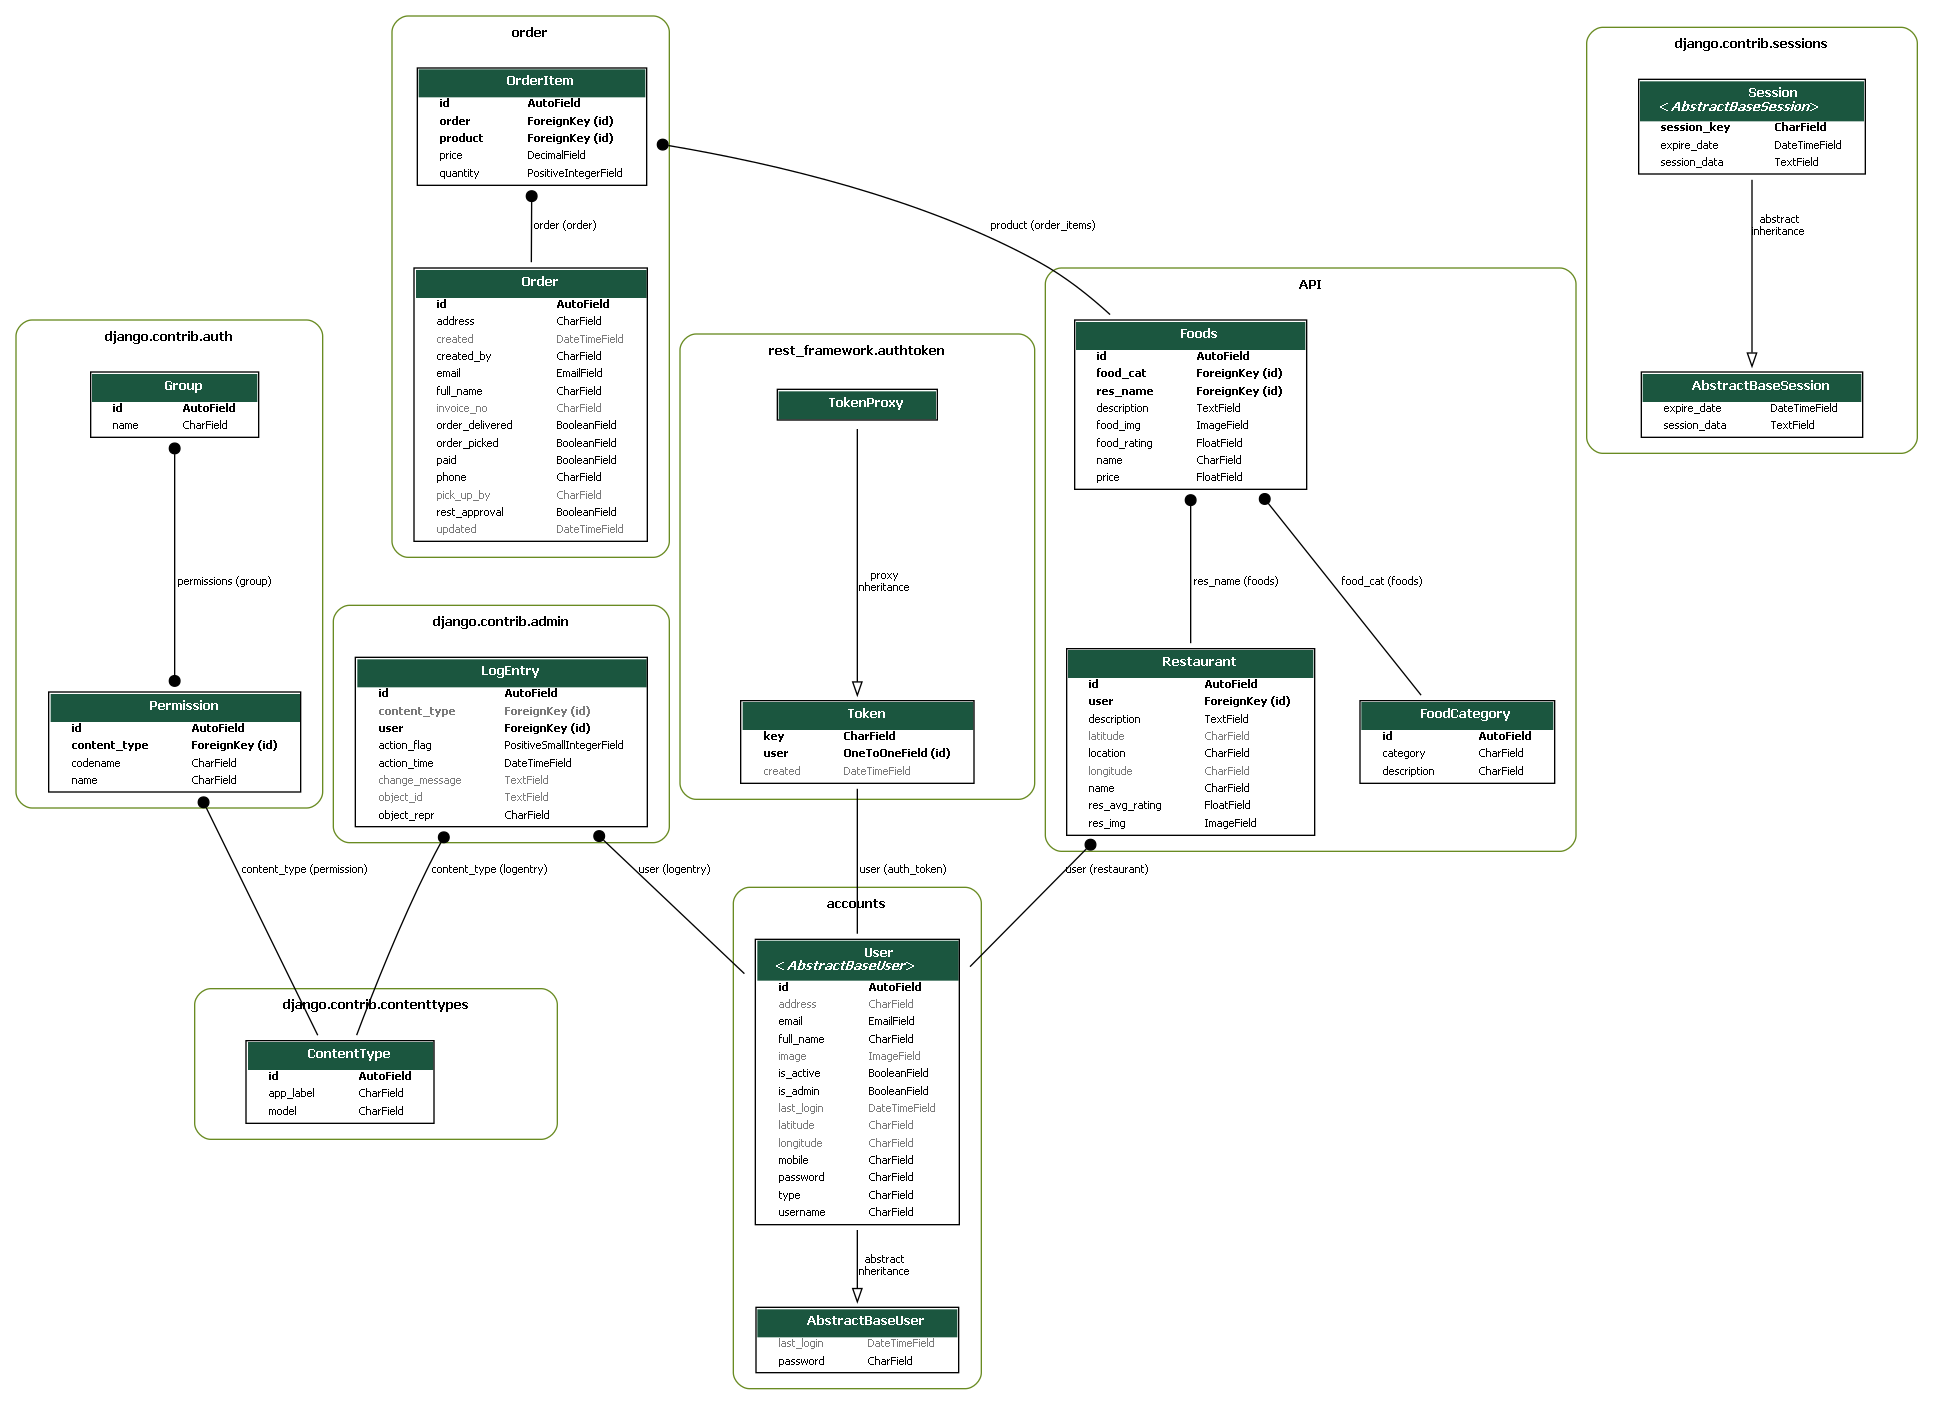 order
OrderItem
id AutoField
order ForeignKey (id)
product ForeignKey (id)
price DecimalField
quantity PositiveIntegerField
order (order)
Order
id AutoField
address CharField
created DateTimeField
created_by CharField
email EmailField
full_name CharField
invoice_no CharField
order_delivered BooleanField
order_picked BooleanField
paid BooleanField
phone CharField
pick_up_by CharField
rest_approval BooleanField
updated DateTimeField
product (order_items)
django.contrib.sessions
Session
<AbstractBaseSession>
session_key CharField
expire_date DateTimeField
session_data TextField
abstract
inheritance
AbstractBaseSession
expire_date DateTimeField
session_data TextField
API
Foods
id AutoField
food_cat ForeignKey (id)
res_name ForeignKey (id)
description TextField
food_img ImageField
food_rating FloatField
name CharField
price FloatField
res_name (foods)
food_cat (foods)
Restaurant
id AutoField
user ForeignKey (id)
description TextField
latitude CharField
location CharField
longitude CharField
name CharField
res_avg_rating FloatField
res_img ImageField
FoodCategory
id AutoField
category CharField
description CharField
django.contrib.auth
Group
id AutoField
name CharField
permissions (group)
Permission
id AutoField
content_type ForeignKey (id)
codename CharField
name CharField
rest_framework.authtoken
TokenProxy
proxy
inheritance
Token
key CharField
user OneToOneField (id)
created DateTimeField
django.contrib.admin
LogEntry
id AutoField
content_type ForeignKey (id)
user ForeignKey (id)
action_flag PositiveSmallIntegerField
action_time DateTimeField
change_message TextField
object_id TextField
object_repr CharField
content_type (permission)
content_type (logentry)
user (logentry)
user (auth_token)
user (restaurant)
django.contrib.contenttypes
ContentType
id AutoField
app_label CharField
model CharField
accounts
User
<AbstractBaseUser>
id AutoField
address CharField
email EmailField
full_name CharField
image ImageField
is_active BooleanField
is_admin BooleanField
last_login DateTimeField
latitude CharField
longitude CharField
mobile CharField
password CharField
type CharField
username CharField
abstract
inheritance
AbstractBaseUser
last_login DateTimeField
password CharField